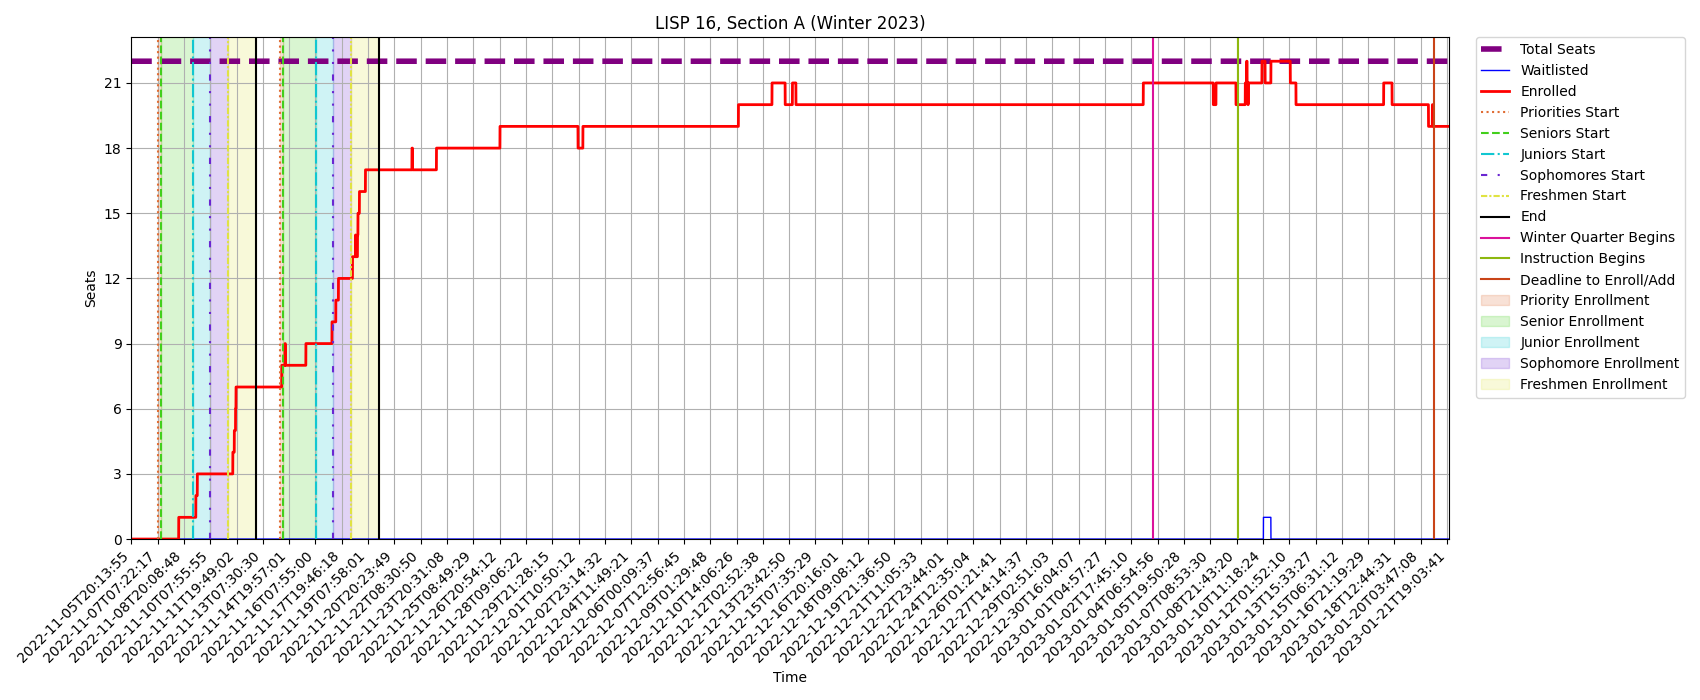 LISP 16, Section A (Winter 2023)
Seats
21
18
15
12
9
6
3
0
2022-11-05T20:13:55
2022-11-07T07:22:17
2022-11-08T20:08:48
2022-11-10T07:55:55
2022-11-11T19:49:02
2022-11-13T07:30:30
2022-11-14T19:57:01
2022-11-16T07:55:00
2022-11-17T19:46:18
2022-11-19T07:58:01
2022-11-20T20:23:49
2022-11-22T08:30:50
2022-11-23T20:31:08
2022-11-25T08:49:29
2022-11-26T20:54:12
2022-11-28T09:06:22
2022-11-29T21:28:15
2022-12-01T10:50:12
2022-12-02T23:14:32
2022-12-04T11:49:21
2022-12-06T00:09:37
2022-12-07T12:56:45
2022-12-09T01:29:48
2022-12-10T14:06:26
2022-12-12T02:52:38
2022-12-13T23:42:50
2022-12-15T07:35:29
2022-12-16T20:16:01
2022-12-18T09:08:12
2022-12-19T21:36:50
2022-12-21T11:05:33
2022-12-22T23:44:01
2022-12-24T12:35:04
2022-12-26T01:21:41
2022-12-27T14:14:37
2022-12-29T02:51:03
2022-12-30T16:04:07
2023-01-01T04:57:27
2023-01-02T17:45:10
2023-01-04T06:54:56
2023-01-05T19:50:28
2023-01-07T08:53:30
2023-01-08T21:43:20
2023-01-10T11:18:24
2023-01-12T01:52:10
2023-01-13T15:33:27
2023-01-15T06:31:12
2023-01-16T21:19:29
2023-01-18T12:44:31
2023-01-20T03:47:08
2023-01-21T19:03:41
Time
Total Seats
Waitlisted
Enrolled
Priorities Start
Seniors Start
Juniors Start
Sophomores Start
Freshmen Start
End
Winter Quarter Begins
Instruction Begins
Deadline to Enroll/Add
Priority Enrollment
Senior Enrollment
Junior Enrollment
Sophomore Enrollment
Freshmen Enrollment